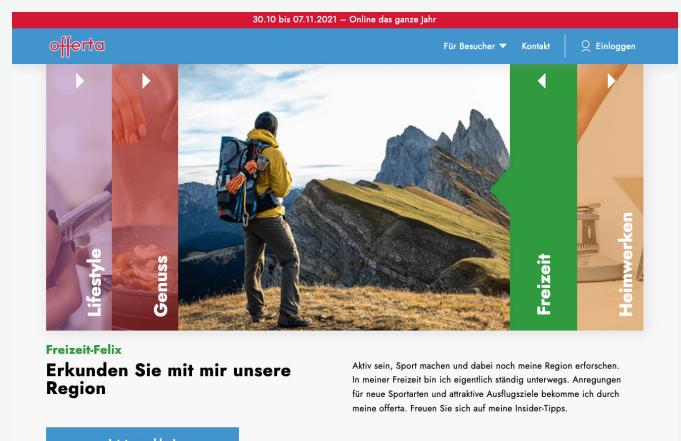 30.10 bis 07.11.2021 – Online das ganze Jahr
offerta
Für Besucher
Kontakt
Einloggen
Lifestyle
Genuss
Freizeit
Heimwerken
Freizeit-Felix
Erkunden Sie mit mir unsere
Region
Aktiv sein, Sport machen und dabei noch meine Region erforschen.
In meiner Freizeit bin ich eigentlich ständig unterwegs. Anregungen
für neue Sportarten und attraktive Ausflugsziele bekomme ich durch
meine offerta. Freuen Sie sich auf meine Insider-Tipps.